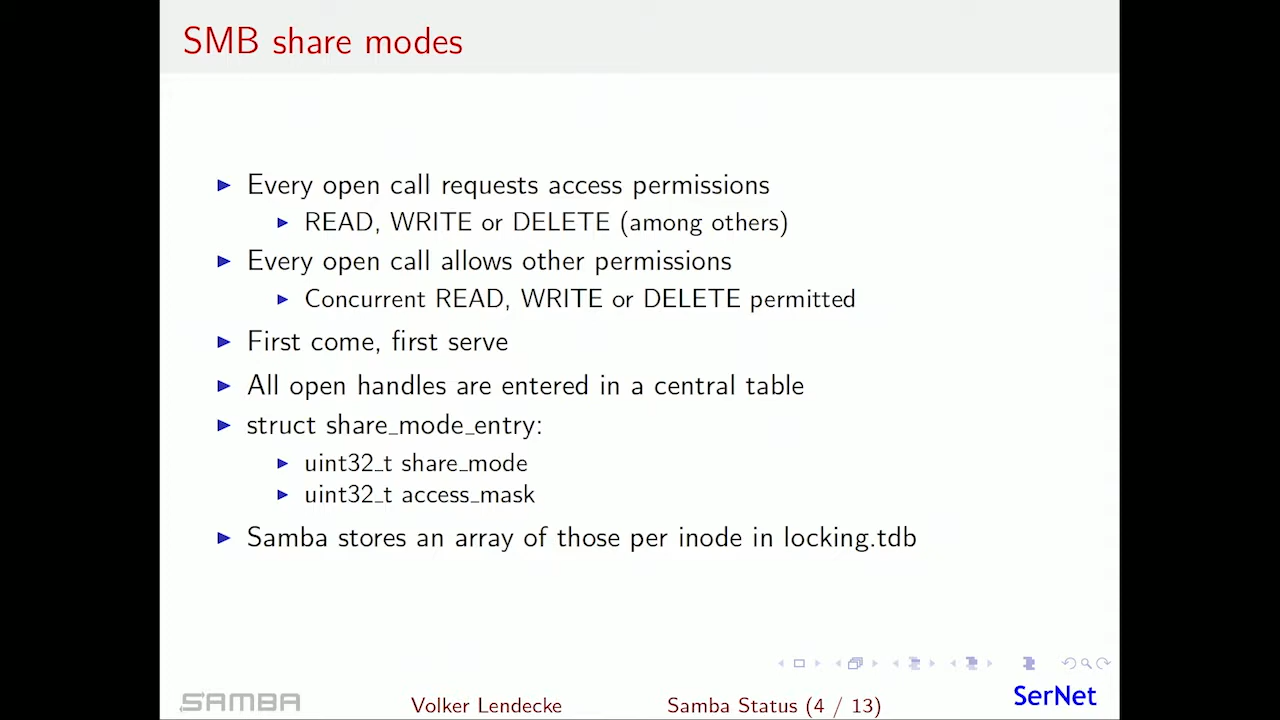 SMB share modes
Every open call requests access permissions
READ, WRITE or DELETE (among others)
Every open call allows other permissions
Concurrent READ, WRITE or DELETE permitted
First come, first serve
All open handles are entered in a central table
struct share_mode_entry:
uint32_t share_mode
uint32_t access_mask
Samba stores an array of those per inode in locking.tdb
SAMBA
Volker Lendecke
Samba Status (4 / 13)
SerNet